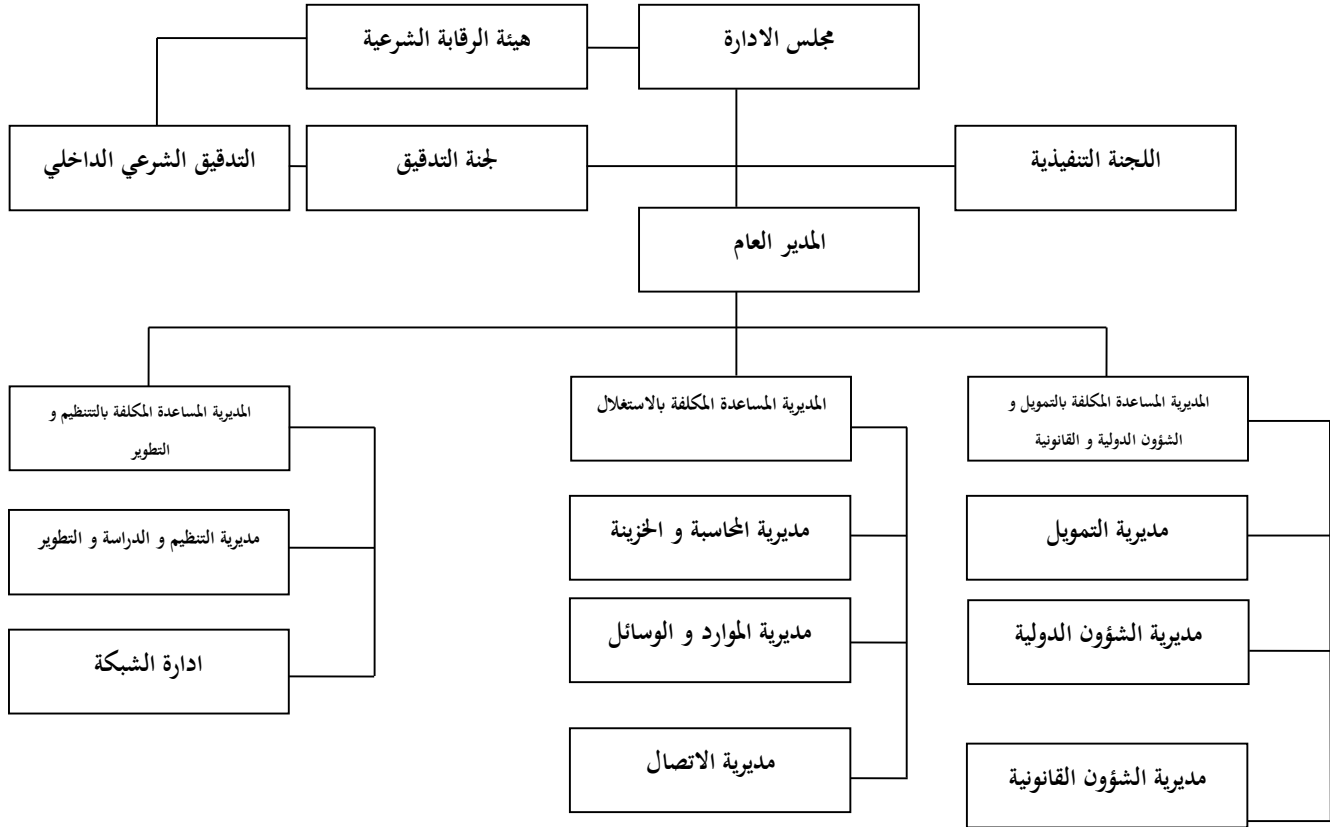 مجلس الادارة
هيئة الرقابة الشرعية
اللجنة التنفيذية
لجنة التدقيق
التدقيق الشرعي الداخلي
المدير العام
المديرية المساعدة المكلفة بالتمويل و
الشؤون الدولية و القانونية
المديرية المساعدة المكلفة بالاستغلال
المديرية المساعدة المكلفة بالتتنظيم و
التطوير
مديرية التمويل
مديرية المحاسبة و الخزينة
مديرية التنظيم و الدراسة و التطوير
مديرية الشؤون الدولية
مديرية الموارد و الوسائل
ادارة الشبكة
مديرية الشؤون القانونية
مديرية الاتصال